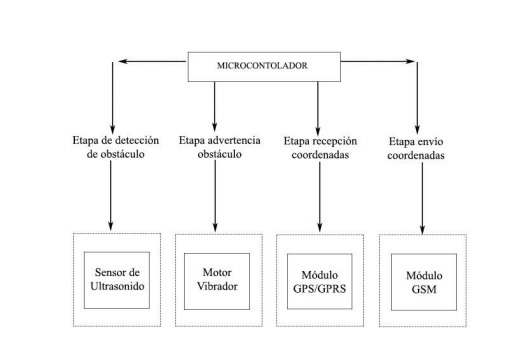 MICROCONTOLADOR
Etapa de detección
de obstáculo
Etapa advertencia
obstáculo
Etapa recepción
coordenadas
Etapa envío
coordenadas
Sensor de
Ultrasonido
Motor
Vibrador
Módulo
GPS/GPRS
Módulo
GSM